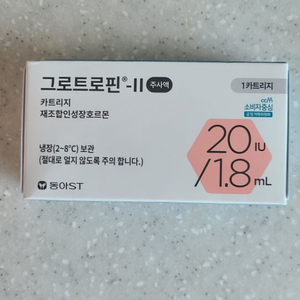 그로트로핀®-II 주사액
1 카트리지
카트리지
재조합인성장호르몬
소비자중심
20 IU
/1.8 mL
냉장(2~8℃) 보관
(절대로 얼지 않도록 주의 합니다.)
동아ST